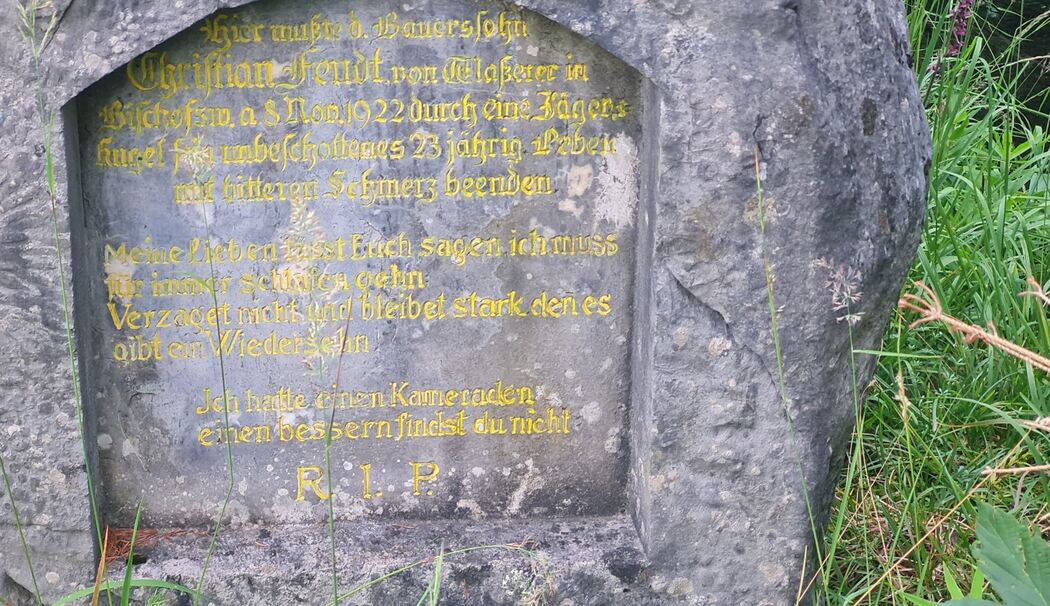 Hier mußte d. Bauerssohn
Christian Fendt, von Waßerer in
Bischofsw. a 8 Nov. 1922 durch eine Jägers
kugel sein unbescholtenes 23 jährig. Leben
mit bitteren Schmerz beenden
Meine Lieben lasst Euch sagen ich muss
für immer schlafen gehn
Verzaget nicht und bleibet stark den es
gibt ein Wiedersehn!
Ich hatte einen Kameraden
einen bessern findst du nicht
R. I. P.